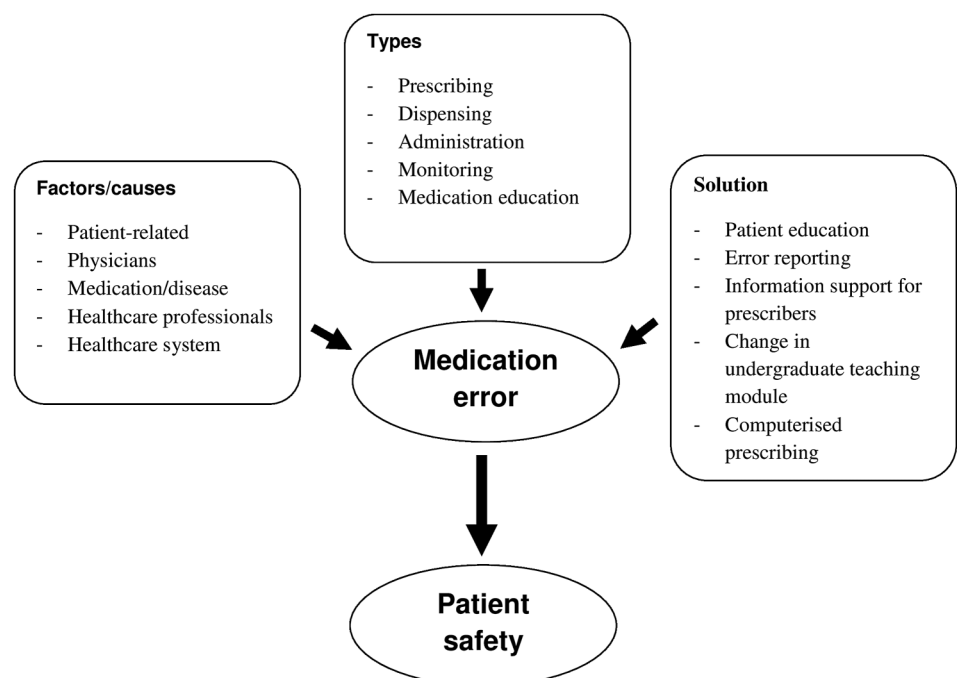 Types
- Prescribing
- Dispensing
- Administration
- Monitoring
- Medication education
Factors/causes
- Patient-related
- Physicians
- Medication/disease
- Healthcare professionals
- Healthcare system
Solution
- Patient education
- Error reporting
- Information support for
prescribers
- Change in
undergraduate teaching
module
- Computerised
prescribing
Medication
error
Patient
safety